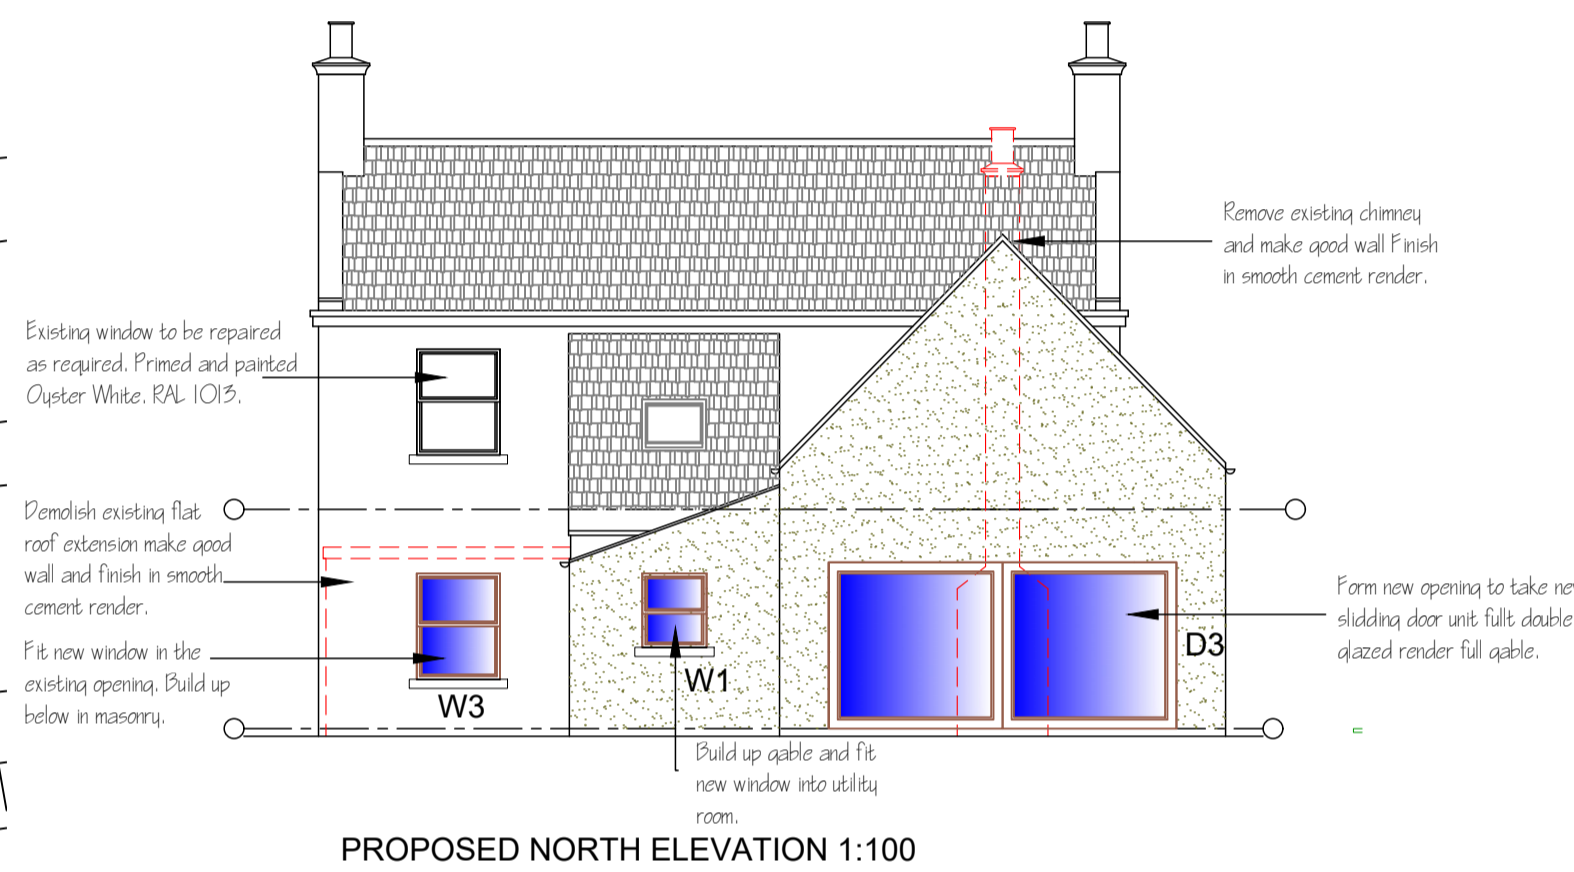 Remove existing chimney
and make good wall Finish
in smooth cement render.
Existing window to be repaired
as required. Primed and painted
Oyster White. RAL 1013.
Demolish existing flat
roof extension make good
wall and finish in smooth
cement render.
Fit new window in the
existing opening. Build up
below in masonry.
W3
W1
D3
Form new opening to take ne
slidding door unit fullt double
glazed render full gable.
Build up gable and fit
new window into utility
room.
PROPOSED NORTH ELEVATION 1:100